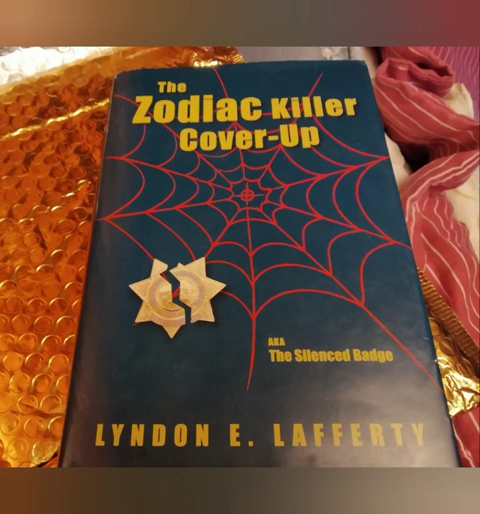 The
Zodiac Killer
Cover-Up
AKA
The Silenced Badge
LYNDON E. LAFFERTY